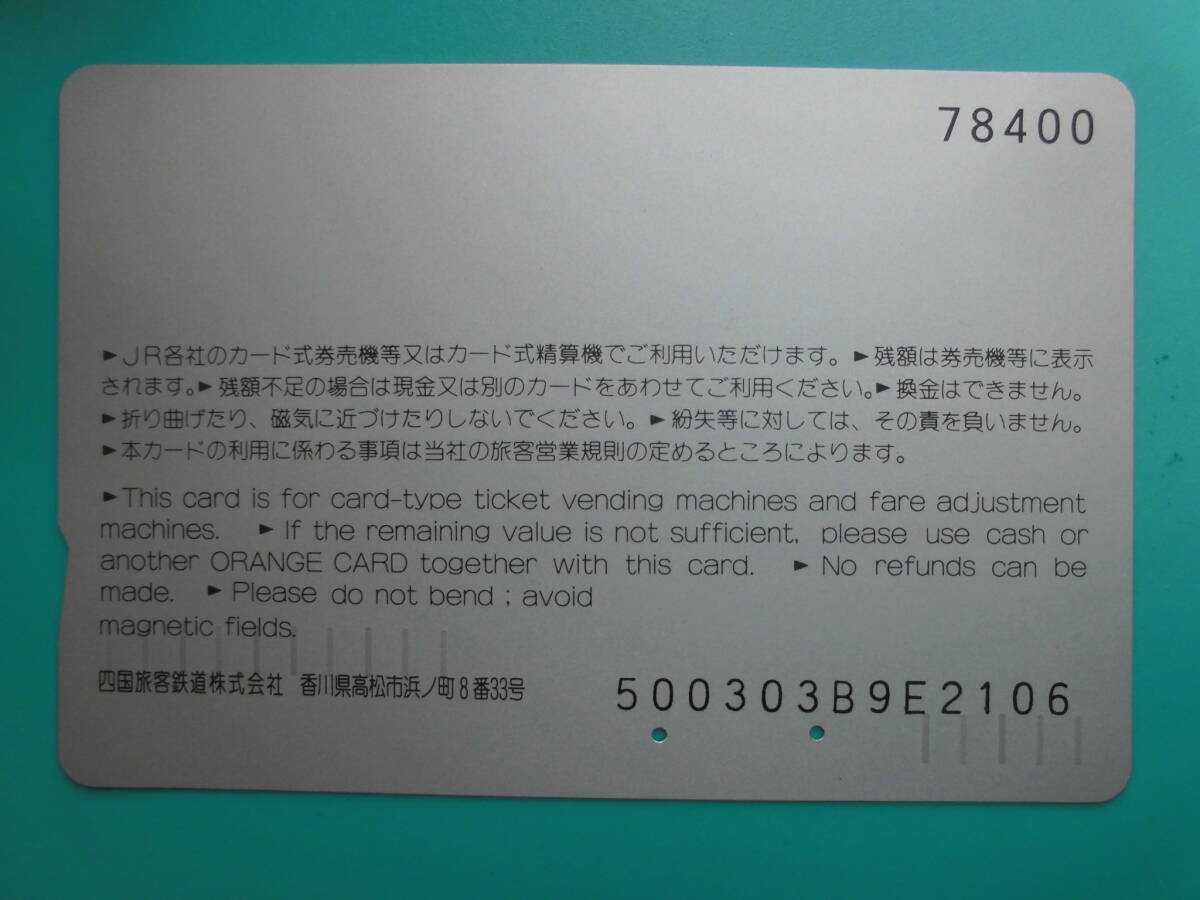 78400
►JR各社のカード式券売機等又はカード式精算機でご利用いただけます。►残額は券売機等に表示
されます。►残額不足の場合は現金又は別のカードをあわせてご利用ください。►換金はできません。
►折り曲げたり、磁気に近づけたりしないでください。►紛失等に対しては、その責を負いません。
►本カードの利用に係わる事項は当社の旅客営業規則の定めるところによります。
►This card is for card-type ticket vending machines and fare adjustment
machines. ►If the remaining value is not sufficient, please use cash or
another ORANGE CARD together with this card. ►No refunds can be
made. ►Please do not bend ; avoid
magnetic fields.
四国旅客鉄道株式会社 香川県高松市浜ノ町8番33号
500303B9E2106